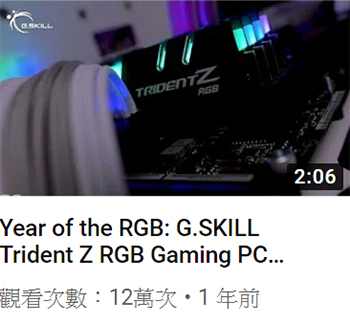 G.SKILL
TRIDENT Z
RGB
2:06
Year of the RGB: G.SKILL
Trident Z RGB Gaming PC...
觀看次數：12萬次 • 1 年前